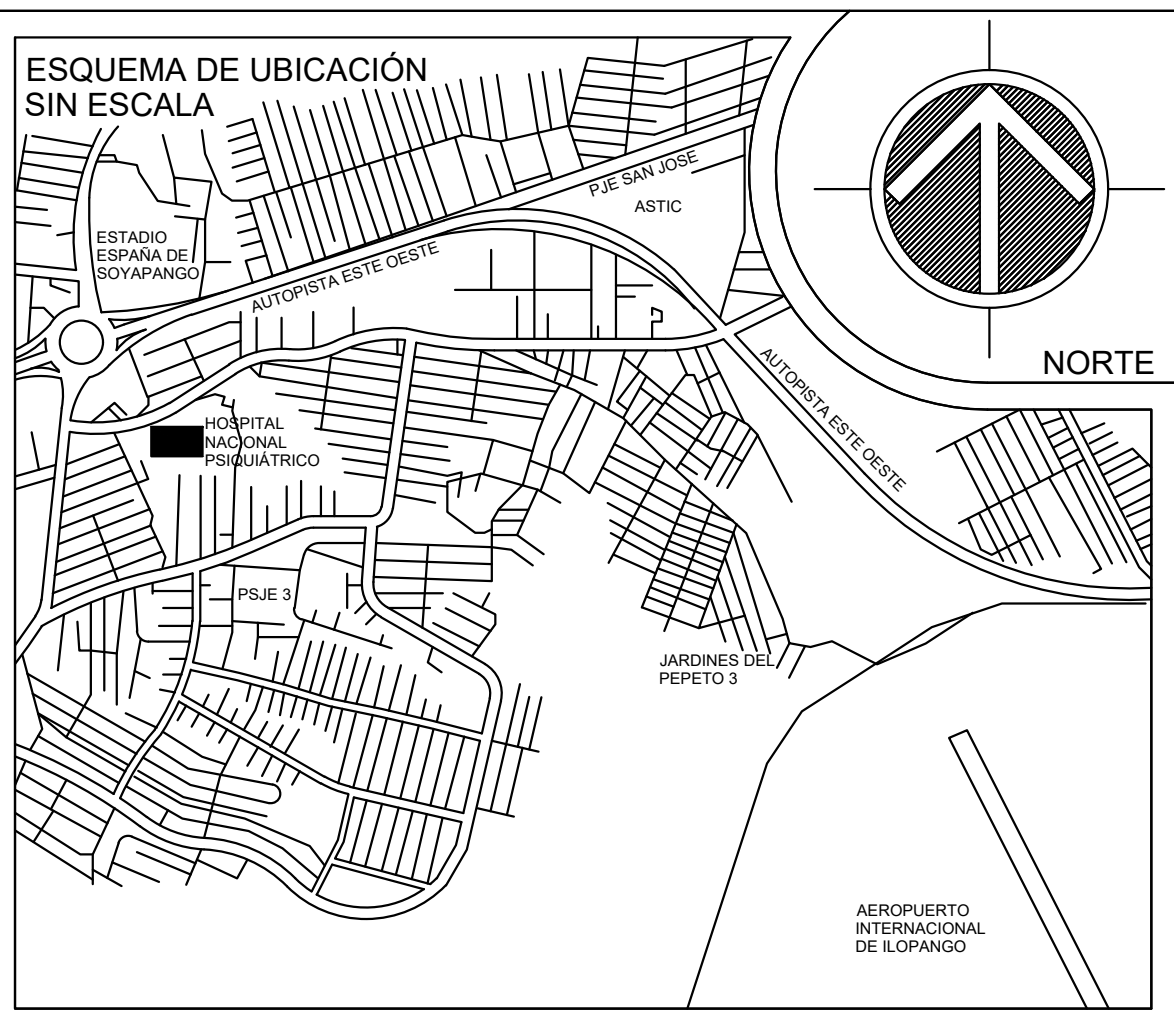 ESQUEMA DE UBICACIÓN
SIN ESCALA
PJE SAN JOSE
ASTIC
ESTADIO
ESPAÑA DE
SOYAPANGO
AUTOPISTA ESTE OESTE
NORTE
AUTOPISTA ESTE OESTE
HOSPITAL
NACIONAL
PSIQUIÁTRICO
PSJE 3
JARDINES DEL
PEPETO 3
AEROPUERTO
INTERNACIONAL
DE ILOPANGO